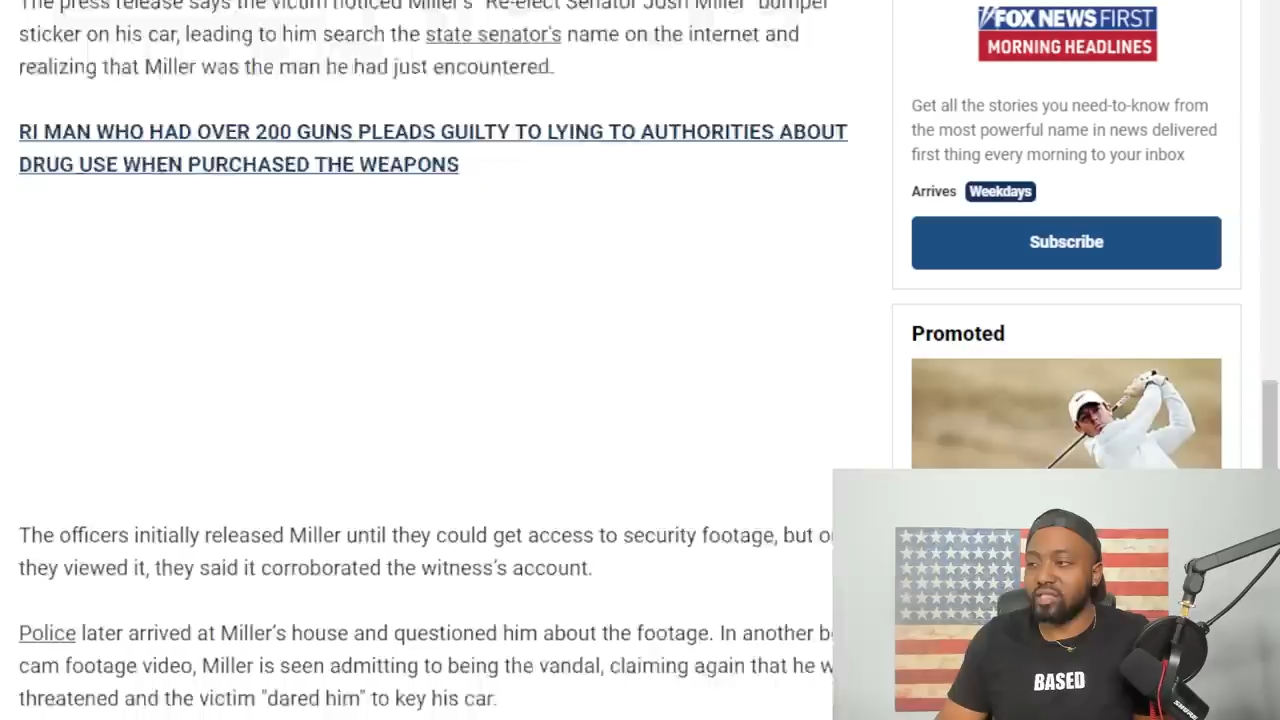 The press release says the victim noticed Miller's "Re-elect Senator Josh Miller" bumper
sticker on his car, leading to him search the state senator's name on the internet and
realizing that Miller was the man he had just encountered.
RI MAN WHO HAD OVER 200 GUNS PLEADS GUILTY TO LYING TO AUTHORITIES ABOUT
DRUG USE WHEN PURCHASED THE WEAPONS
The officers initially released Miller until they could get access to security footage, but
they viewed it, they said it corroborated the witness's account.
Police later arrived at Miller's house and questioned him about the footage. In another
cam footage video, Miller is seen admitting to being the vandal, claiming again that he
threatened and the victim "dared him" to key his car.
FOX NEWS FIRST
MORNING HEADLINES
Get all the stories you need-to-know from
the most powerful name in news delivered
first thing every morning to your inbox
Arrives Weekdays
Subscribe
Promoted
BASED
SHURE